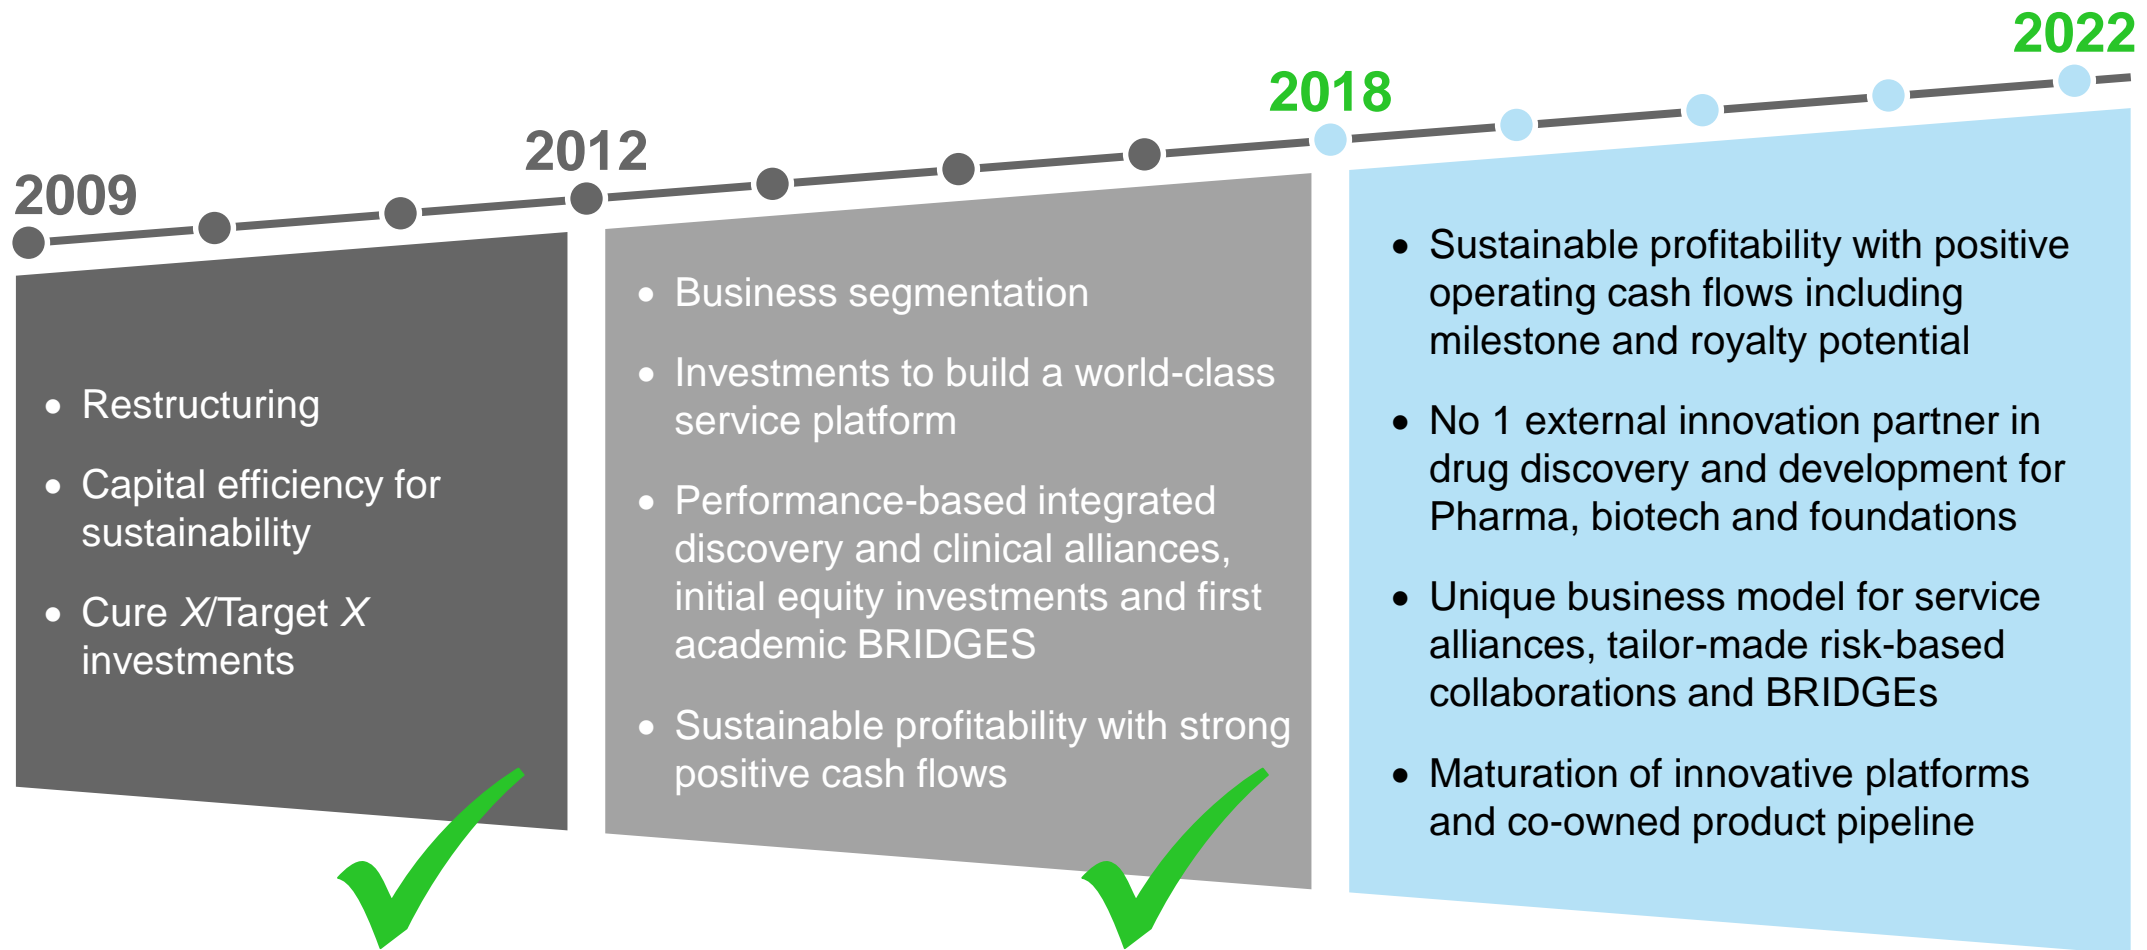 2009
2012
2018
2022
• Restructuring
• Capital efficiency for
sustainability
• Cure X/Target X
investments
• Business segmentation
• Investments to build a world-class
service platform
• Performance-based integrated
discovery and clinical alliances,
initial equity investments and first
academic BRIDGES
• Sustainable profitability with strong
positive cash flows
• Sustainable profitability with positive
operating cash flows including
milestone and royalty potential
• No 1 external innovation partner in
drug discovery and development for
Pharma, biotech and foundations
• Unique business model for service
alliances, tailor-made risk-based
collaborations and BRIDGEs
• Maturation of innovative platforms
and co-owned product pipeline